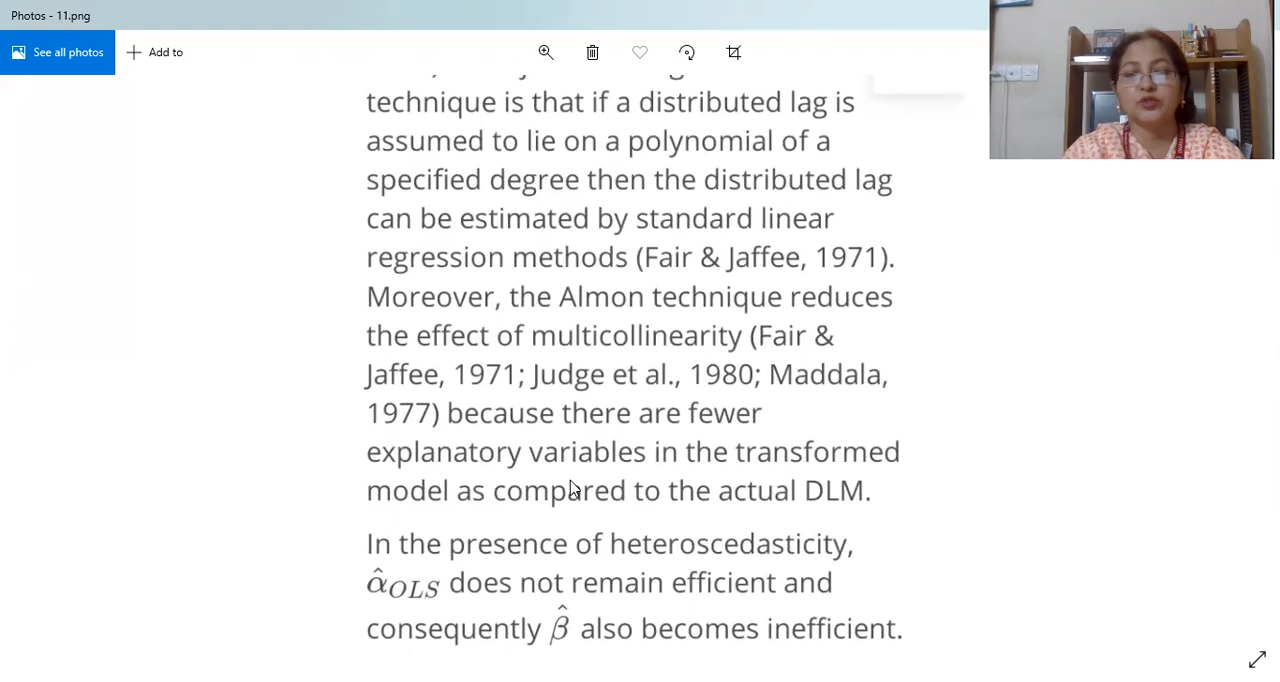 Photos - 11.png
See all photos
Add to
technique is that if a distributed lag is
assumed to lie on a polynomial of a
specified degree then the distributed lag
can be estimated by standard linear
regression methods (Fair & Jaffee, 1971).
Moreover, the Almon technique reduces
the effect of multicollinearity (Fair &
Jaffee, 1971; Judge et al., 1980; Maddala,
1977) because there are fewer
explanatory variables in the transformed
model as compared to the actual DLM.
In the presence of heteroscedasticity,
α̂OLS does not remain efficient and
consequently β̂ also becomes inefficient.